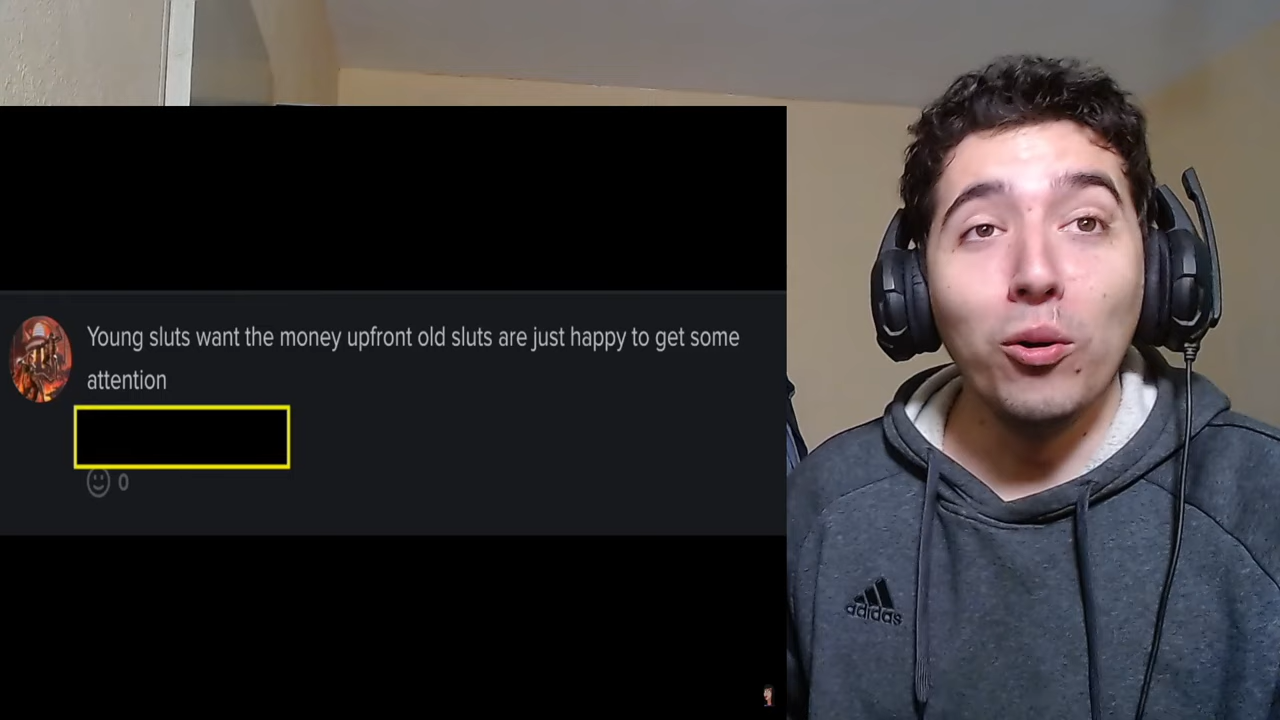 Young sluts want the money upfront old sluts are just happy to get some
attention
0
adidas